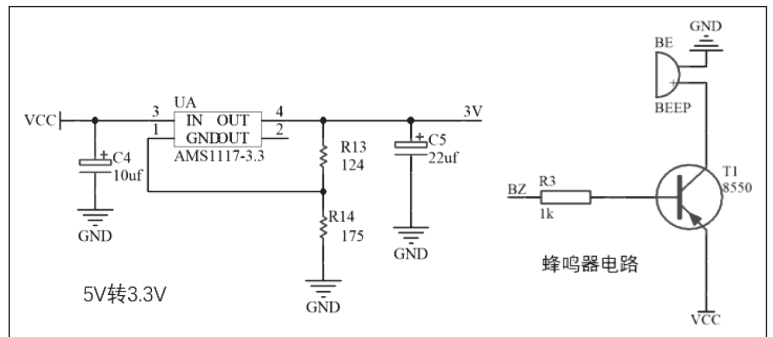 UA
VCC
3
IN
OUT
4
3V
1
GND
OUT
2
AMS1117-3.3
C4
10uf
GND
R13
124
C5
22uf
R14
175
GND
GND
5V转3.3V
GND
BE
BEEP
T1
8550
BZ
R3
1k
蜂鸣器电路
VCC